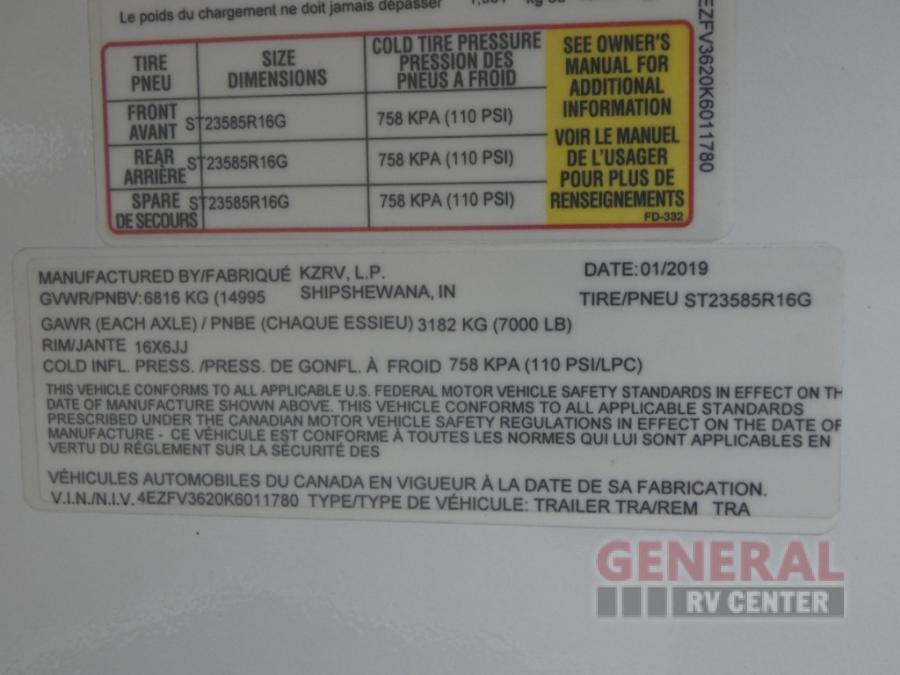 Le poids du chargement ne doit jamais dépasser
TIRE PNEU SIZE DIMENSIONS COLD TIRE PRESSURE PRESSION DES PNEUS A FROID
FRONT AVANT ST23585R16G 758 KPA (110 PSI)
REAR ARRIÈRE ST23585R16G 758 KPA (110 PSI)
SPARE DE SECOURS ST23585R16G 758 KPA (110 PSI)
SEE OWNER'S
MANUAL FOR
ADDITIONAL
INFORMATION
VOIR LE MANUEL
DE L'USAGER
POUR PLUS DE
RENSEIGNEMENTS
FD-332
EZFV3620K6011780
MANUFACTURED BY/FABRIQUÉ KZRV, L.P. DATE:01/2019
GVWR/PNBV:6816 KG (14995 SHIPSHEWANA, IN TIRE/PNEU ST23585R16G
GAWR (EACH AXLE) / PNBE (CHAQUE ESSIEU) 3182 KG (7000 LB)
RIM/JANTE 16X6JJ
COLD INFL. PRESS. /PRESS. DE GONFL. À FROID 758 KPA (110 PSI/LPC)
THIS VEHICLE CONFORMS TO ALL APPLICABLE U.S. FEDERAL MOTOR VEHICLE SAFETY STANDARDS IN EFFECT ON TH
DATE OF MANUFACTURE SHOWN ABOVE. THIS VEHICLE CONFORMS TO ALL APPLICABLE STANDARDS
PRESCRIBED UNDER THE CANADIAN MOTOR VEHICLE SAFETY REGULATIONS IN EFFECT ON THE DATE OF
MANUFACTURE - CE VÉHICULE EST CONFORME À TOUTES LES NORMES QUI LUI SONT APPLICABLES EN
VERTU DU RÉGLEMENT SUR LA SÉCURITÉ DES
VÉHICULES AUTOMOBILES DU CANADA EN VIGUEUR À LA DATE DE SA FABRICATION.
V.I.N./N.I.V. 4EZFV3620K6011780 TYPE/TYPE DE VÉHICULE: TRAILER TRA/REM TRA
GENERAL
RV CENTER